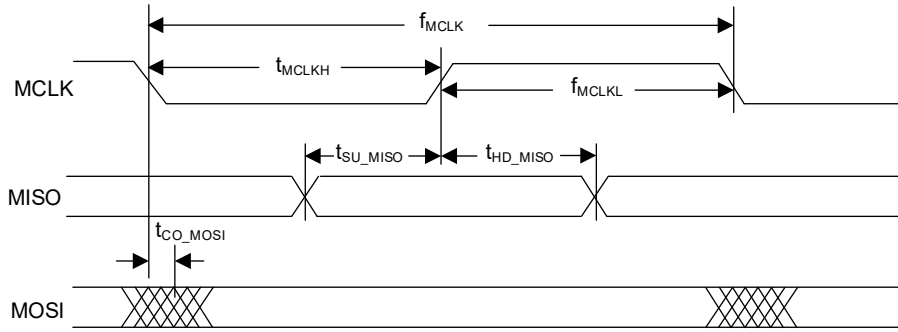 fMCLK
tMCLKH
MCLK
fMCLKL
tSU_MISO
tHD_MISO
MISO
tCO_MOSI
MOSI